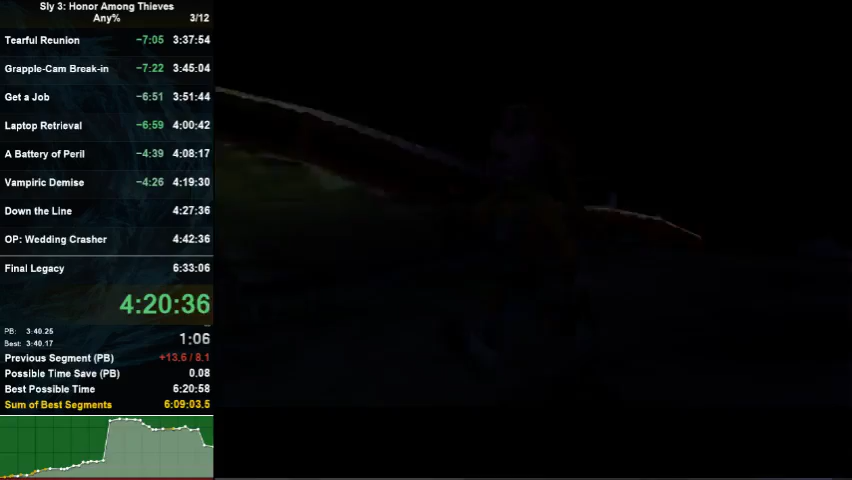 Sly 3: Honor Among Thieves
Any% 3/12
Tearful Reunion -7:05 3:37:54
Grapple-Cam Break-in -7:22 3:45:04
Get a Job -6:51 3:51:44
Laptop Retrieval -6:59 4:00:42
A Battery of Peril -4:39 4:08:17
Vampiric Demise -4:26 4:19:30
Down the Line 4:27:36
OP: Wedding Crasher 4:42:36
Final Legacy 6:33:06
4:20:36
PB: 3:40.25
Best: 3:40.17
1:06
Previous Segment (PB) +13.6 / 8.1
Possible Time Save (PB) 0.08
Best Possible Time 6:20:58
Sum of Best Segments 6:09:03.5